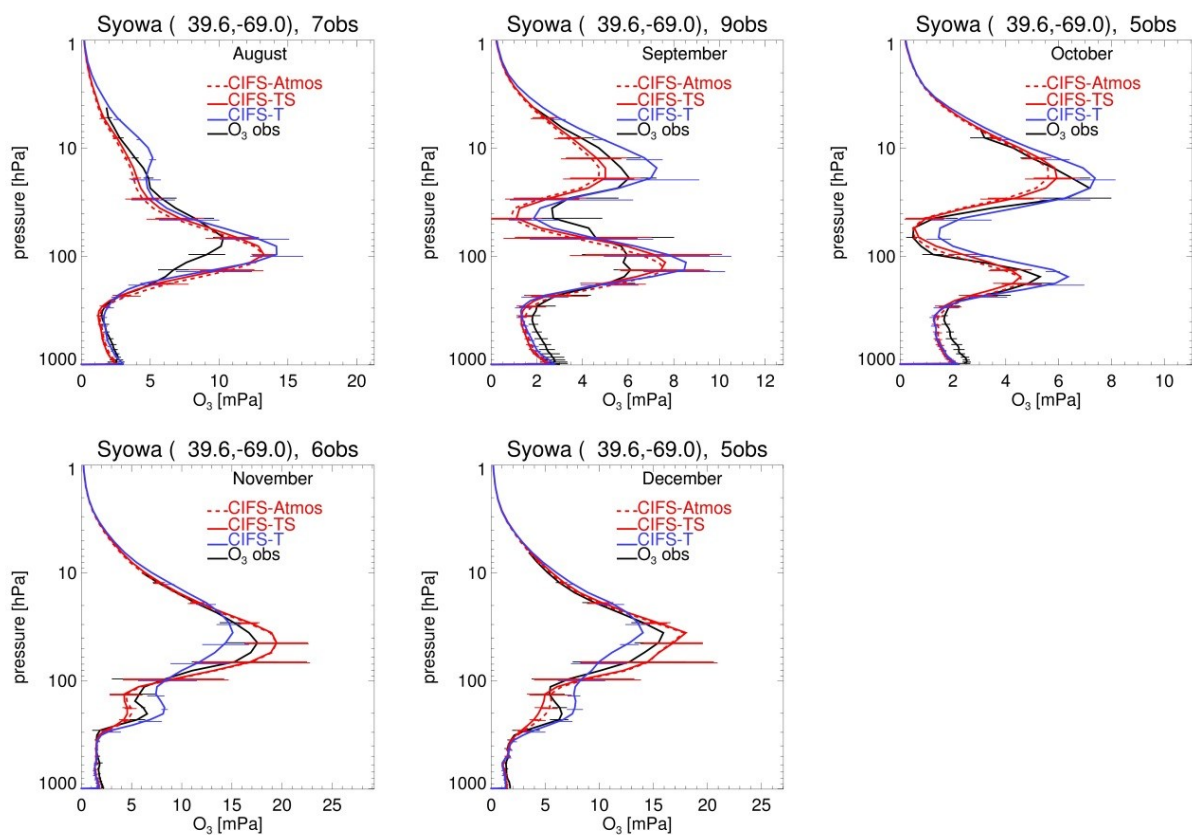 Syowa ( 39.6,-69.0), 7obs
1
10
100
1000
pressure [hPa]
August
CIFS-Atmos
CIFS-TS
CIFS-T
O₃ obs
0 5 10 15 20
O₃ [mPa]
Syowa ( 39.6,-69.0), 9obs
1
10
100
1000
pressure [hPa]
September
CIFS-Atmos
CIFS-TS
CIFS-T
O₃ obs
0 2 4 6 8 10 12
O₃ [mPa]
Syowa ( 39.6,-69.0), 5obs
1
10
100
1000
pressure [hPa]
October
CIFS-Atmos
CIFS-TS
CIFS-T
O₃ obs
0 2 4 6 8 10
O₃ [mPa]
Syowa ( 39.6,-69.0), 6obs
1
10
100
1000
pressure [hPa]
November
CIFS-Atmos
CIFS-TS
CIFS-T
O₃ obs
0 5 10 15 20 25
O₃ [mPa]
Syowa ( 39.6,-69.0), 5obs
1
10
100
1000
pressure [hPa]
December
CIFS-Atmos
CIFS-TS
CIFS-T
O₃ obs
0 5 10 15 20 25
O₃ [mPa]